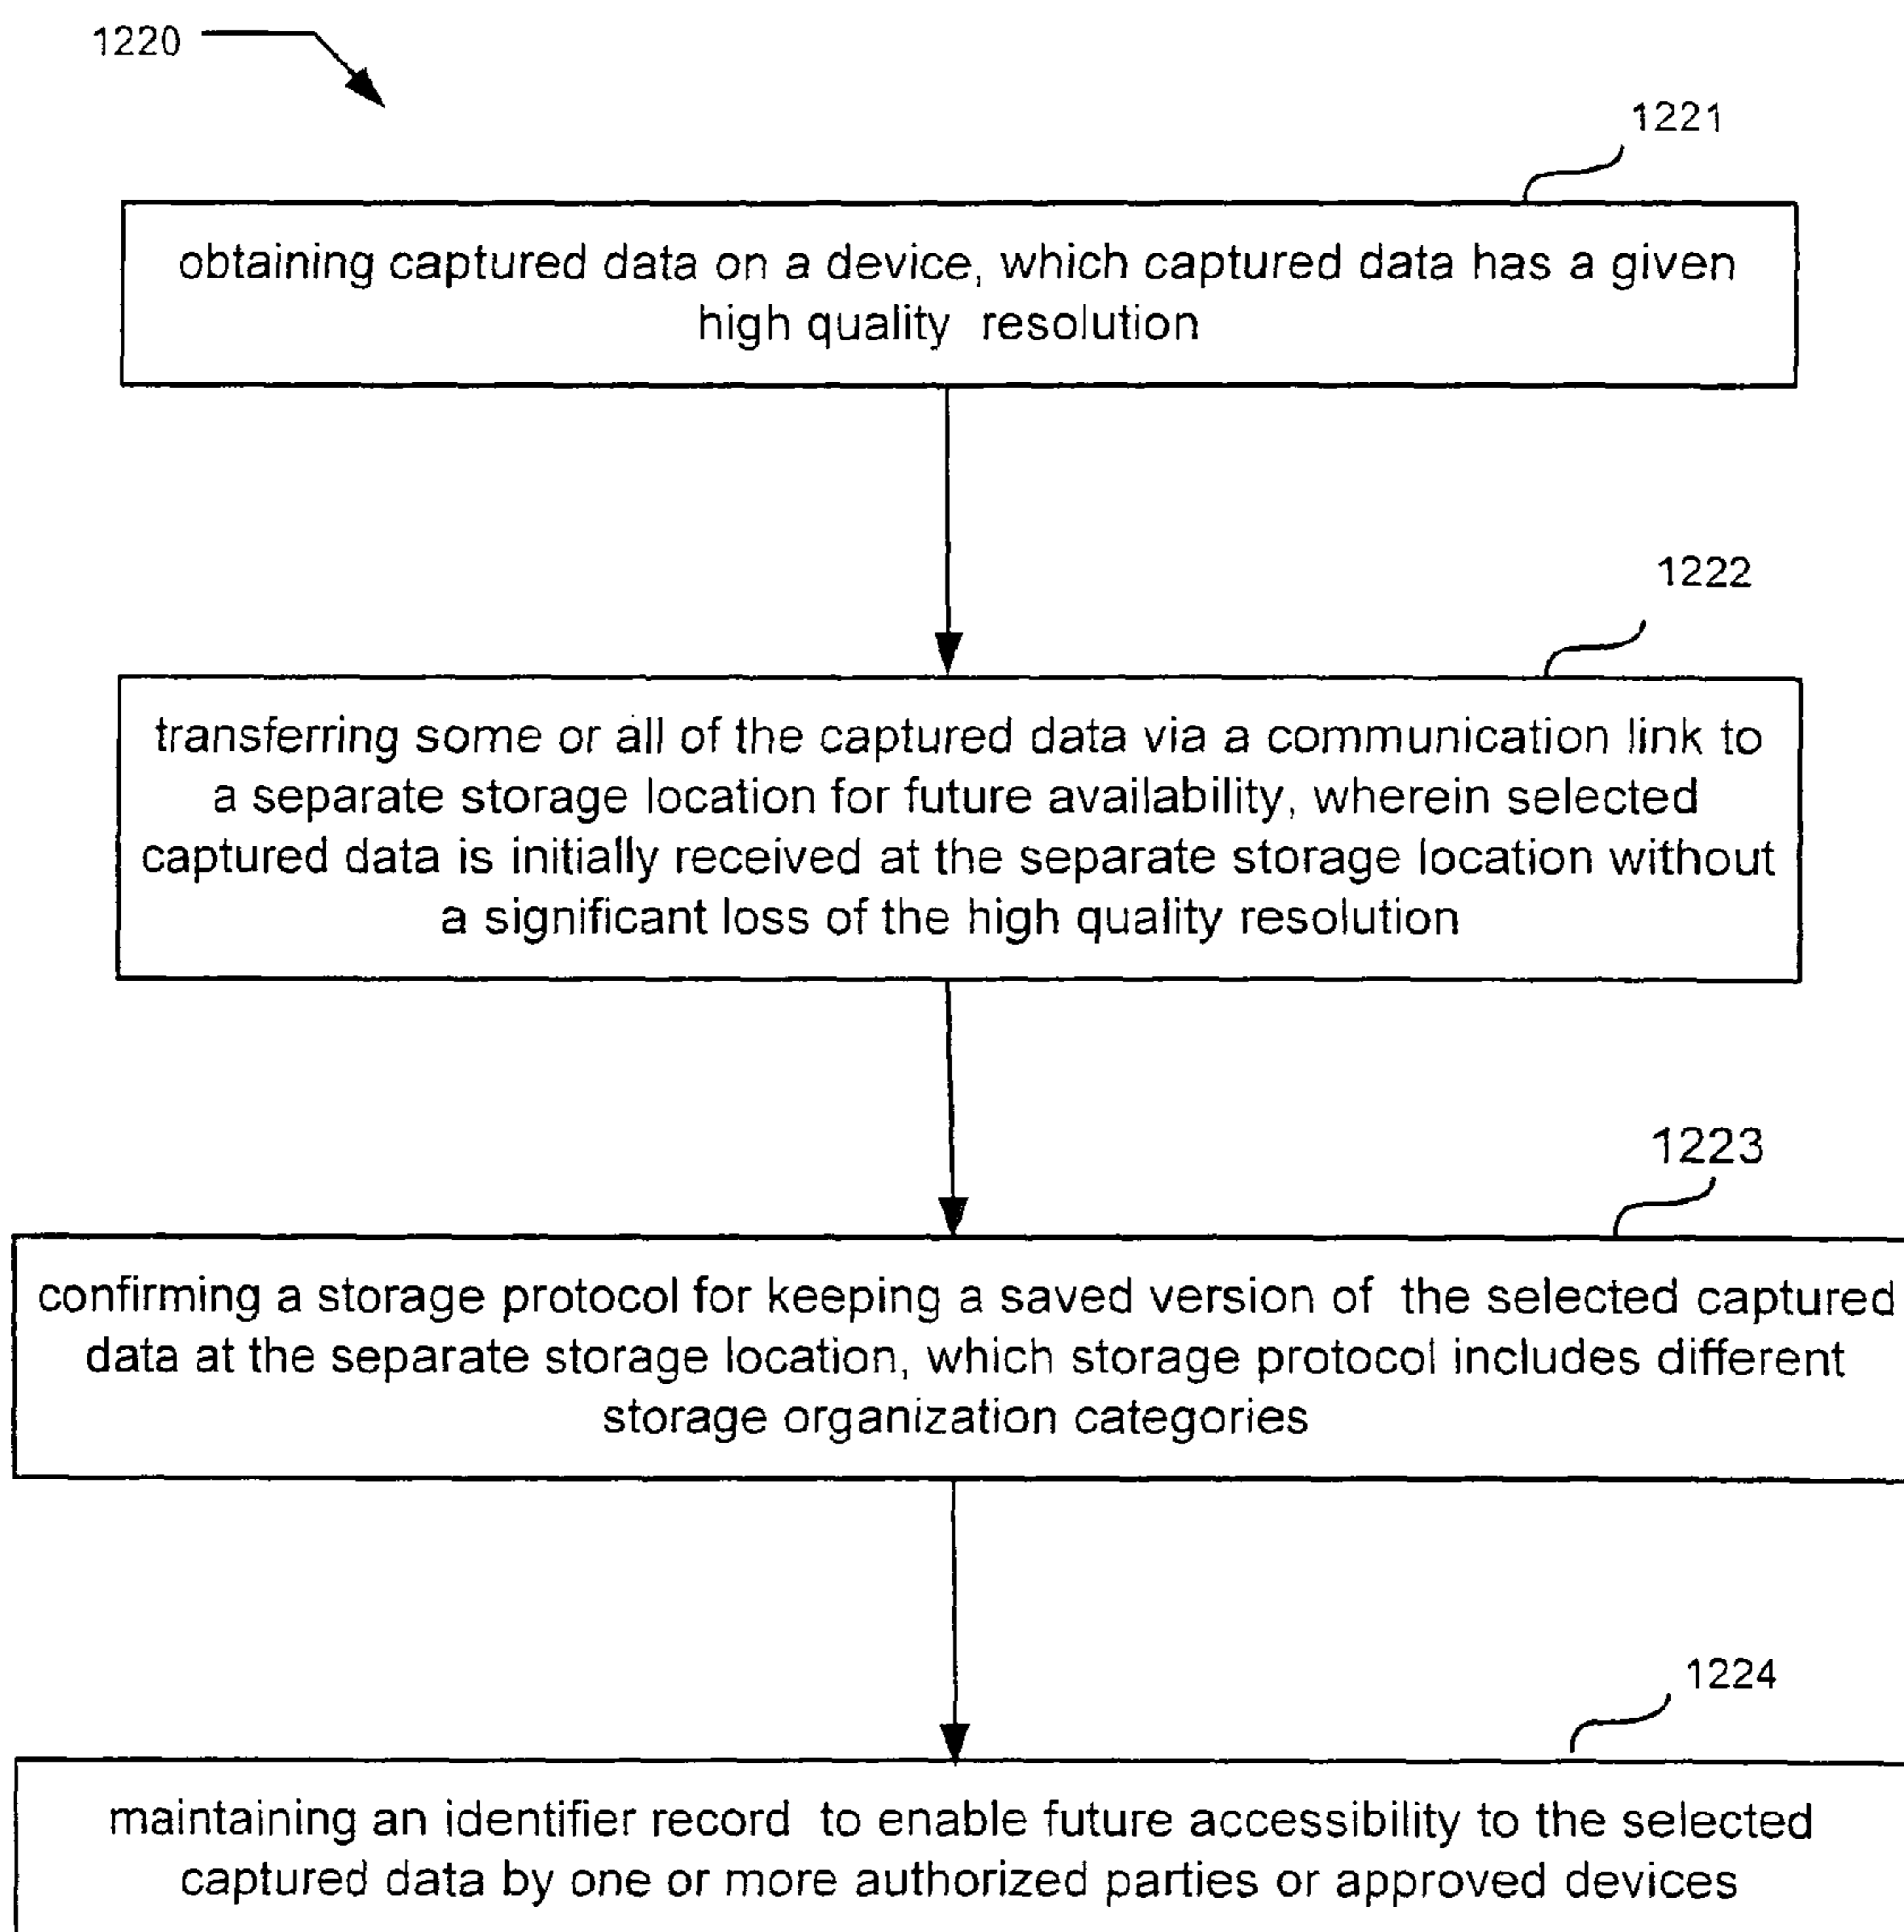 1220
1221
obtaining captured data on a device, which captured data has a given
high quality resolution
1222
transferring some or all of the captured data via a communication link to
a separate storage location for future availability, wherein selected
captured data is initially received at the separate storage location without
a significant loss of the high quality resolution
1223
confirming a storage protocol for keeping a saved version of the selected captured
data at the separate storage location, which storage protocol includes different
storage organization categories
1224
maintaining an identifier record to enable future accessibility to the selected
captured data by one or more authorized parties or approved devices